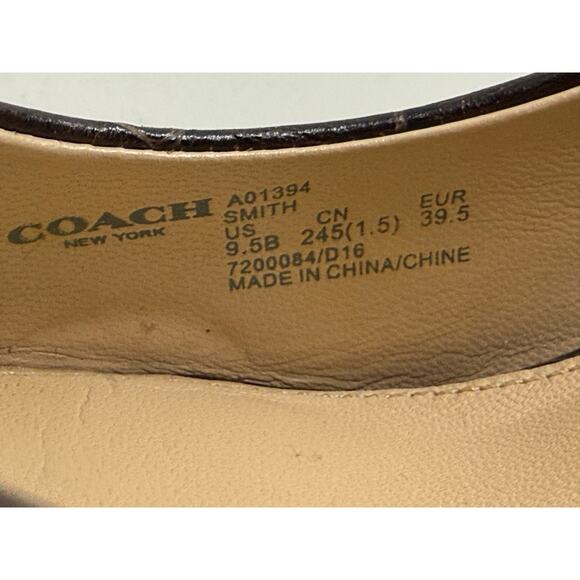 COACH
NEW YORK
A01394
SMITH
US CN EUR
9.5B 245(1.5) 39.5
7200084/D16
MADE IN CHINA/CHINE